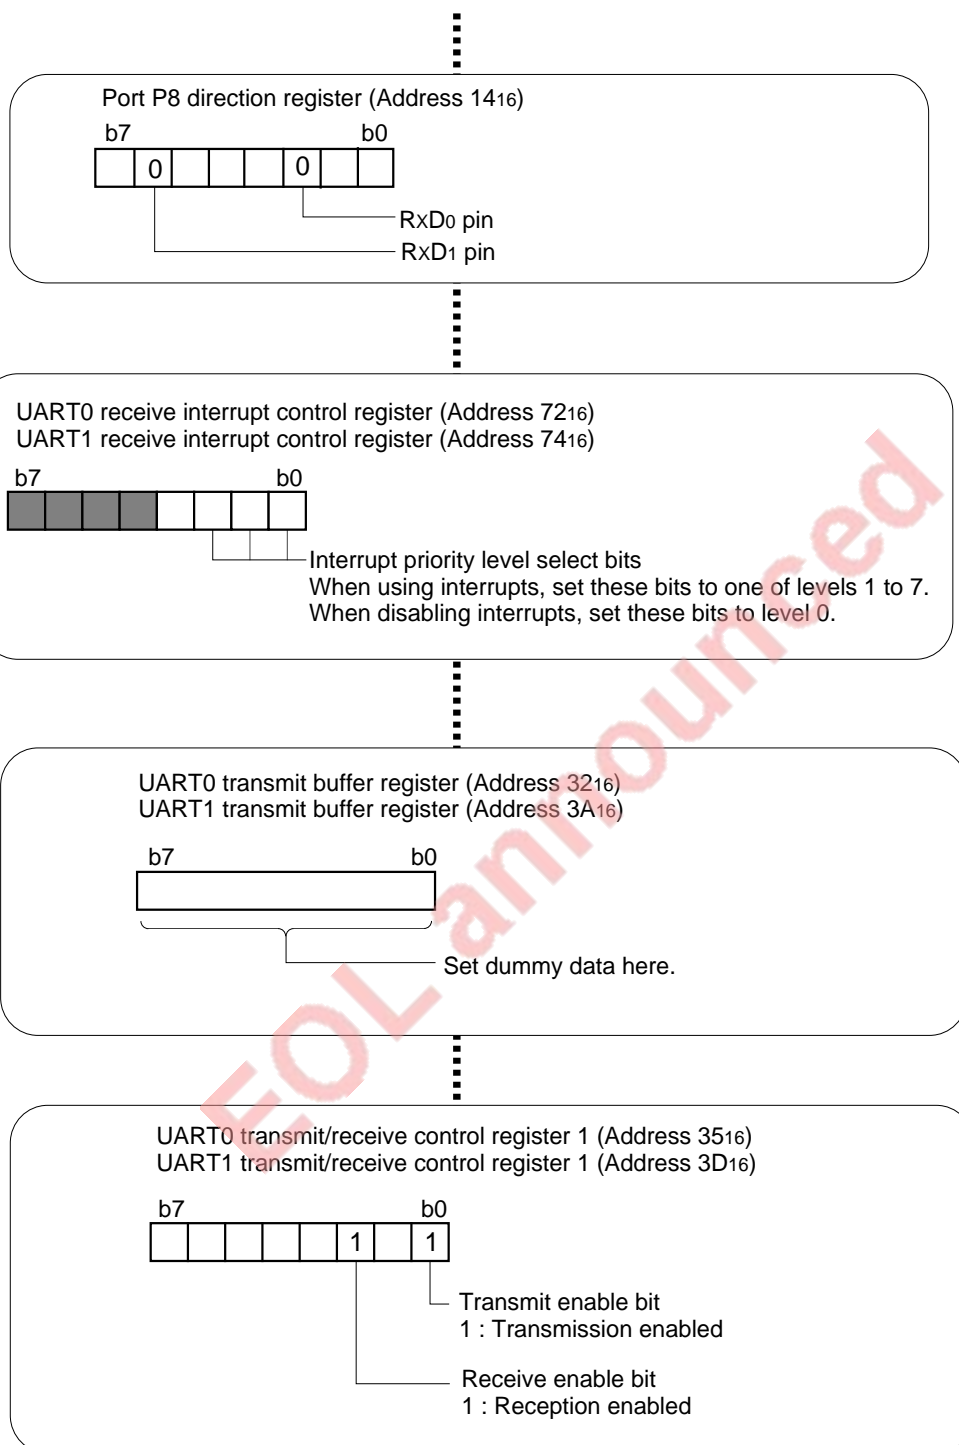 Port P8 direction register (Address 1416)
b7 b0
0 0
RxD0 pin
RxD1 pin
UART0 receive interrupt control register (Address 7216)
UART1 receive interrupt control register (Address 7416)
b7 b0
Interrupt priority level select bits
When using interrupts, set these bits to one of levels 1 to 7.
When disabling interrupts, set these bits to level 0.
UART0 transmit buffer register (Address 3216)
UART1 transmit buffer register (Address 3A16)
b7 b0
Set dummy data here.
UART0 transmit/receive control register 1 (Address 3516)
UART1 transmit/receive control register 1 (Address 3D16)
b7 b0
1 1
Transmit enable bit
1 : Transmission enabled
Receive enable bit
1 : Reception enabled
EOL announced